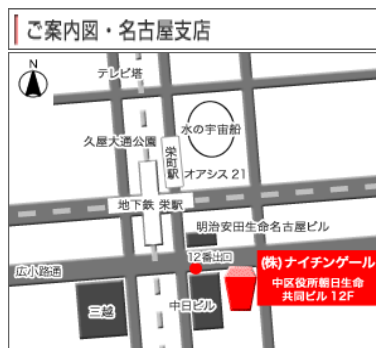 ご案内図・名古屋支店
N
テレビ塔
水の宇宙船
久屋大通公園
栄町駅
オアシス21
地下鉄 栄駅
明治安田生命名古屋ビル
12番出口
広小路通
(株)ナイチンゲール
中区役所朝日生命
共同ビル 12F
三越
中日ビル